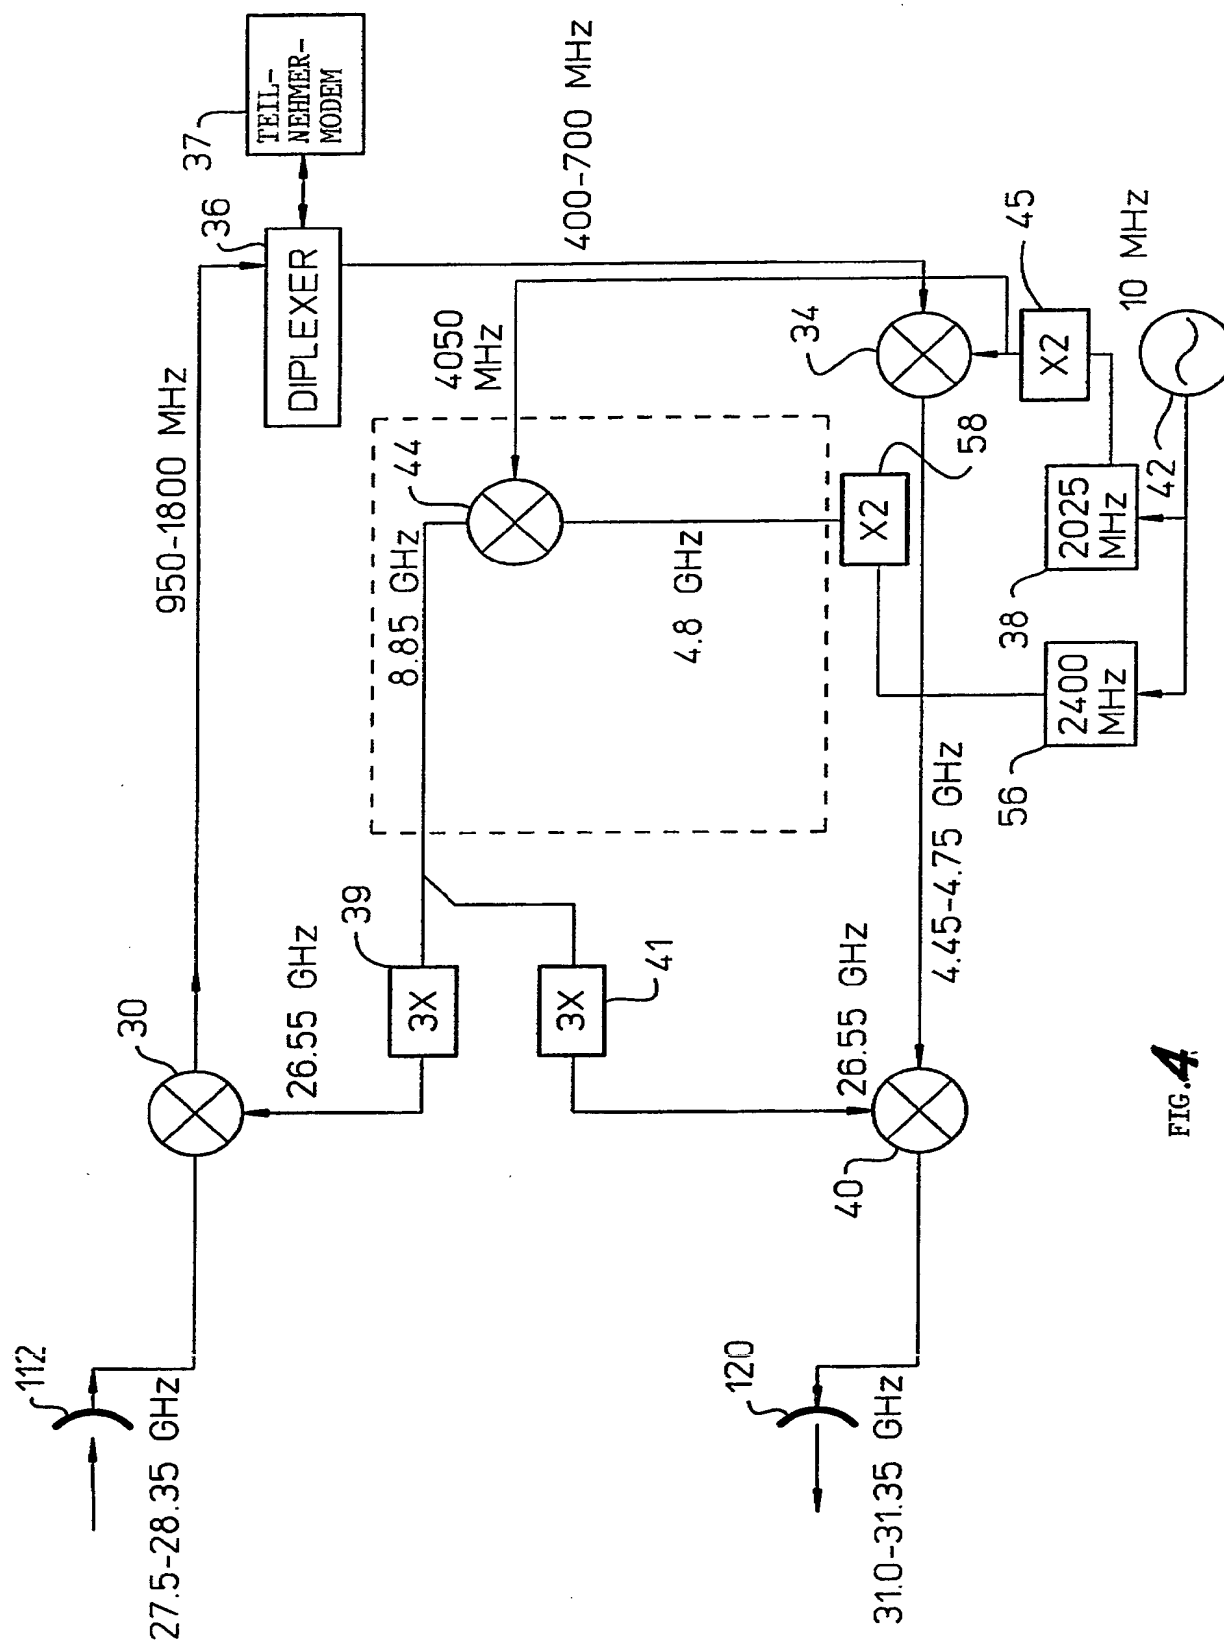 112
27.5-28.35 GHz
30
950-1800 MHz
36
DIPLEXER
37
TEIL-
NEHMER-
MODEM
26.55 GHz
39
3X
8.85 GHz
44
4050
MHz
400-700 MHz
3X
41
4.8 GHz
X2
58
34
45
X2
10 MHz
120
31.0-31.35 GHz
40
26.55 GHz
4.45-4.75 GHz
56
2400
MHz
38
2025
MHz
42
FIG.4